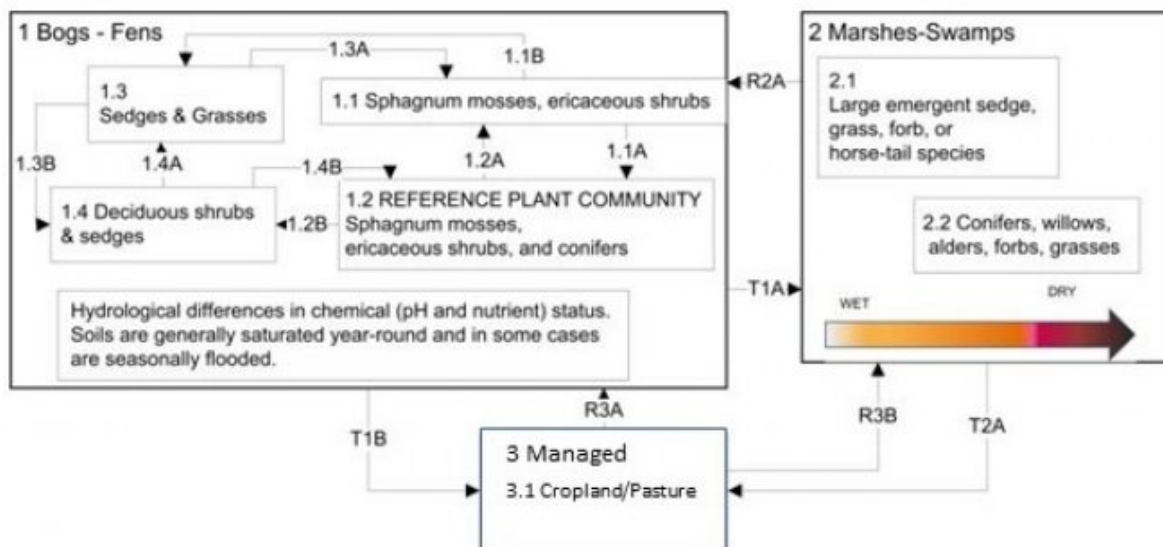 1 Bogs - Fens
1.3A
1.1B
1.3
Sedges & Grasses
1.1 Sphagnum mosses, ericaceous shrubs
1.3B
1.4A
1.4B
1.2A
1.1A
1.4 Deciduous shrubs
& sedges
1.2B
1.2 REFERENCE PLANT COMMUNITY
Sphagnum mosses,
ericaceous shrubs, and conifers
Hydrological differences in chemical (pH and nutrient) status.
Soils are generally saturated year-round and in some cases
are seasonally flooded.
R2A
T1A
2 Marshes-Swamps
2.1
Large emergent sedge,
grass, forb, or
horse-tail species
2.2 Conifers, willows,
alders, forbs, grasses
WET
DRY
T1B
R3A
R3B
T2A
3 Managed
3.1 Cropland/Pasture